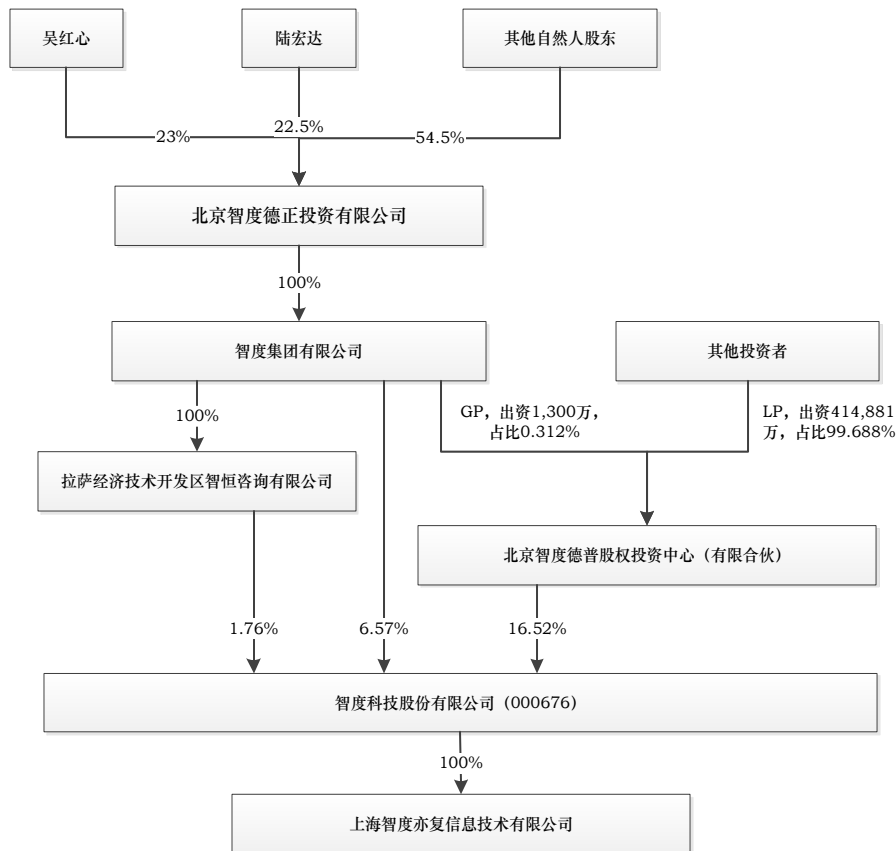 吴红心
陆宏达
其他自然人股东
23%
22.5%
54.5%
北京智度德正投资有限公司
100%
智度集团有限公司
其他投资者
100%
GP，出资1,300万，
占比0.312%
LP，出资414,881
万，占比99.688%
拉萨经济技术开发区智恒咨询有限公司
北京智度德普股权投资中心（有限合伙）
1.76%
6.57%
16.52%
智度科技股份有限公司（000676）
100%
上海智度亦复信息技术有限公司